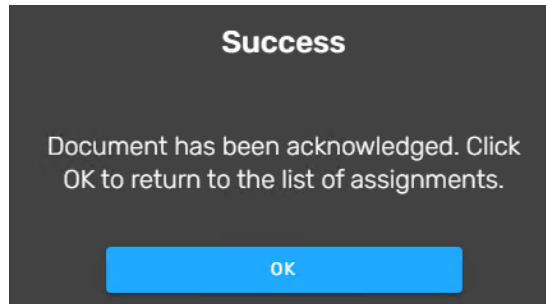 Success
Document has been acknowledged. Click
OK to return to the list of assignments.
OK